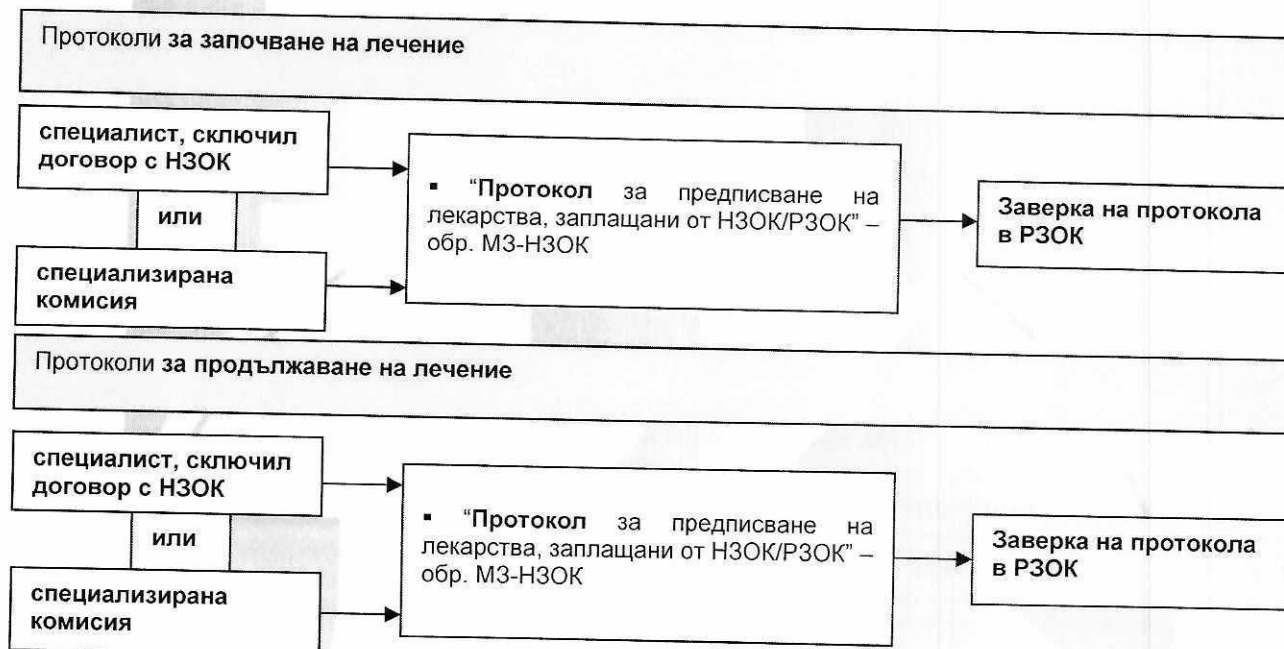 Протоколи за започване на лечение
специалист, сключил
договор с НЗОК
или
специализирана
комисия
▪ “Протокол за предписване на
лекарства, заплащани от НЗОК/РЗОК” –
обр. МЗ-НЗОК
Заверка на протокола
в РЗОК
Протоколи за продължаване на лечение
специалист, сключил
договор с НЗОК
или
специализирана
комисия
▪ “Протокол за предписване на
лекарства, заплащани от НЗОК/РЗОК” –
обр. МЗ-НЗОК
Заверка на протокола
в РЗОК